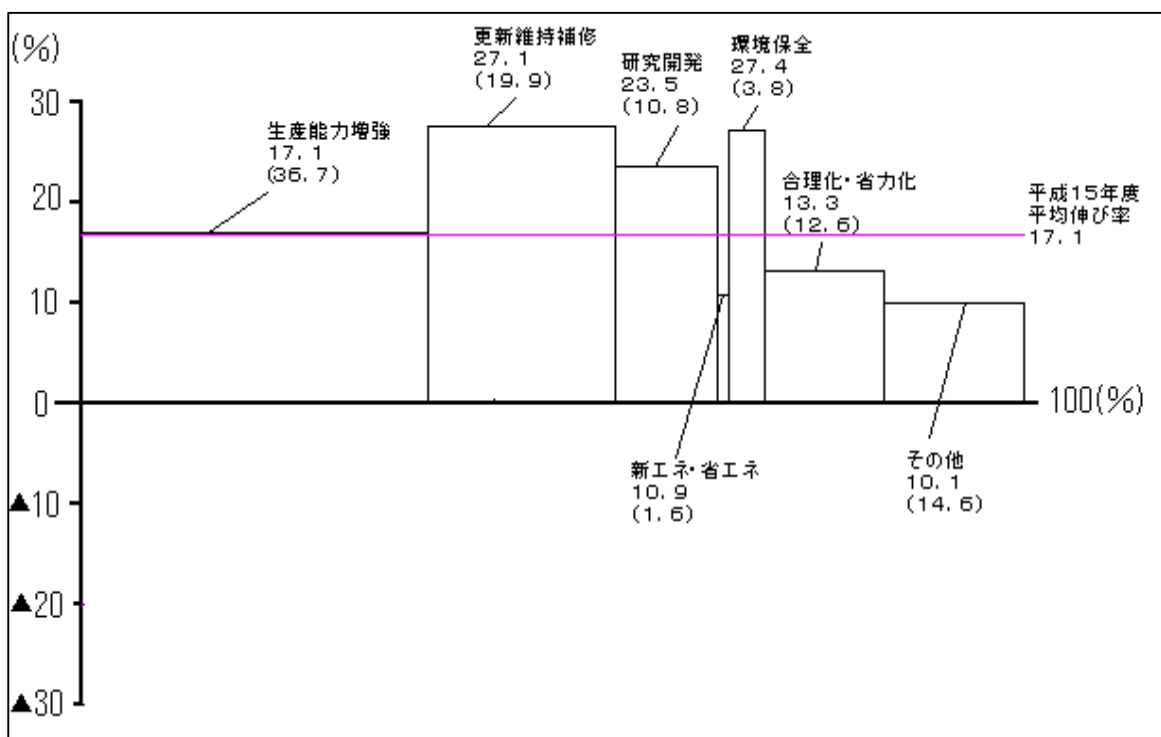 (%)
30
20
10
0
▲10
▲20
▲30
生産能力増強
17.1
(36.7)
更新維持補修
27.1
(19.9)
研究開発
23.5
(10.8)
新エネ・省エネ
10.9
(1.6)
環境保全
27.4
(3.8)
合理化・省力化
13.3
(12.6)
その他
10.1
(14.6)
平成15年度
平均伸び率
17.1
100(%)